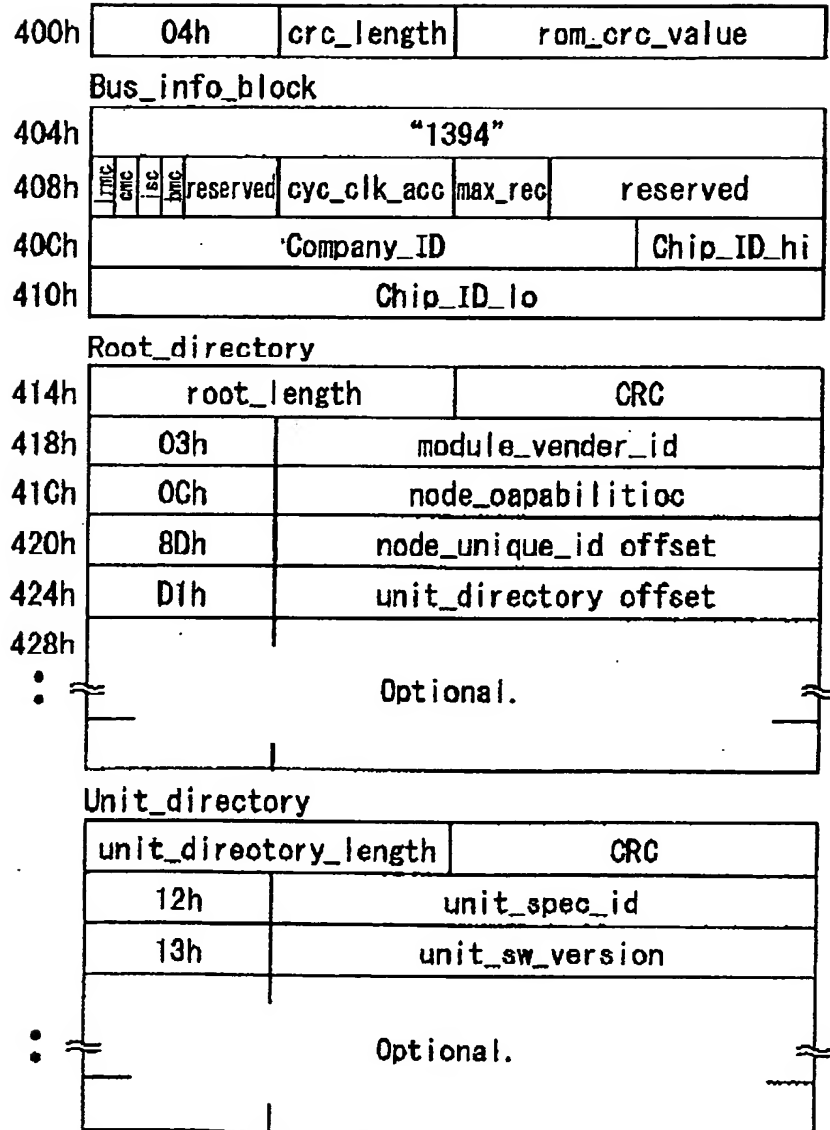 400h 04h crc_length rom_crc_value
Bus_info_block
404h “1394”
408h irmc cmc isc bmc reserved cyc_clk_acc max_rec reserved
40Ch Company_ID Chip_ID_hi
410h Chip_ID_lo
Root_directory
414h root_length CRC
418h 03h module_vender_id
41Ch 0Ch node_oapabilitioc
420h 8Dh node_unique_id offset
424h D1h unit_directory offset
428h
Optional.
Unit_directory
unit_directory_length CRC
12h unit_spec_id
13h unit_sw_version
Optional.